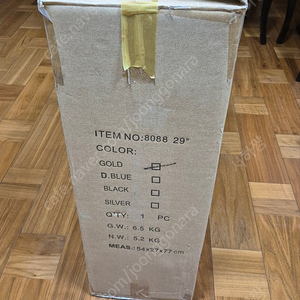 ITEM NO: 8088 29"
COLOR:
GOLD
D.BLUE
BLACK
SILVER
Q'TY: 1 PC
G.W.: 6.5 KG
N.W.: 5.2 KG
MEAS.: 54x27x77cm